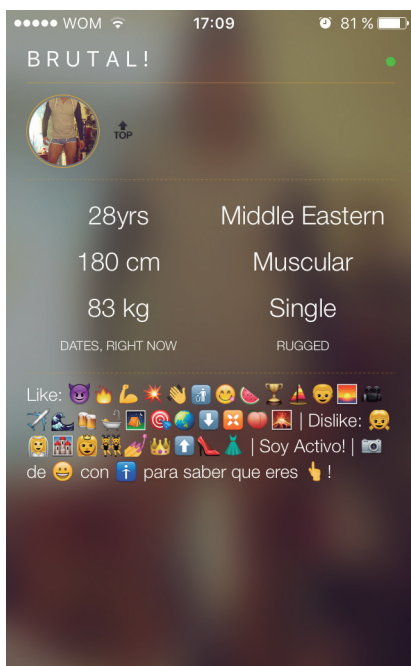 ●●●●● WOM 17:09 81 %
BRUTAL!
TOP
28yrs Middle Eastern
180 cm Muscular
83 kg Single
DATES, RIGHT NOW RUGGED
Like: 😈🔥💪💥👋🚮😋🍉🏆⛵👦🌅🎥
✈️🏂🍻🛁🏞🎯🌏⬇️💢🍑🎇 | Dislike: 👧
👸🏰👸👯💅👑⬆️👠👗 | Soy Activo! | 📷
de 😀 con ℹ️ para saber que eres 👆!